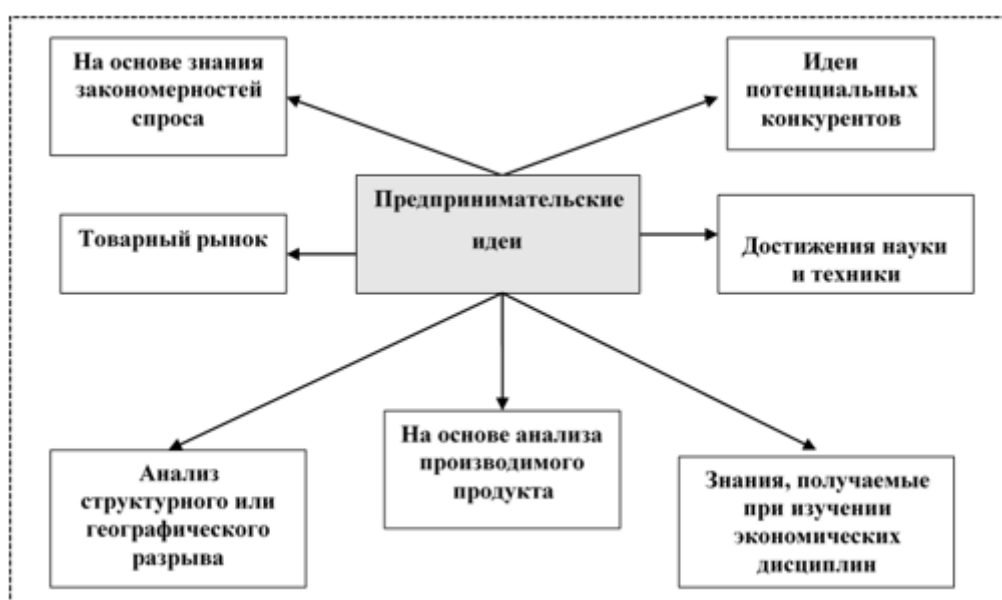 На основе знания
закономерностей
спроса
Идеи
потенциальных
конкурентов
Предпринимательские
идеи
Товарный рынок
Достижения науки
и техники
Анализ
структурного или
географического
разрыва
На основе анализа
производимого
продукта
Знания, получаемые
при изучении
экономических
дисциплин